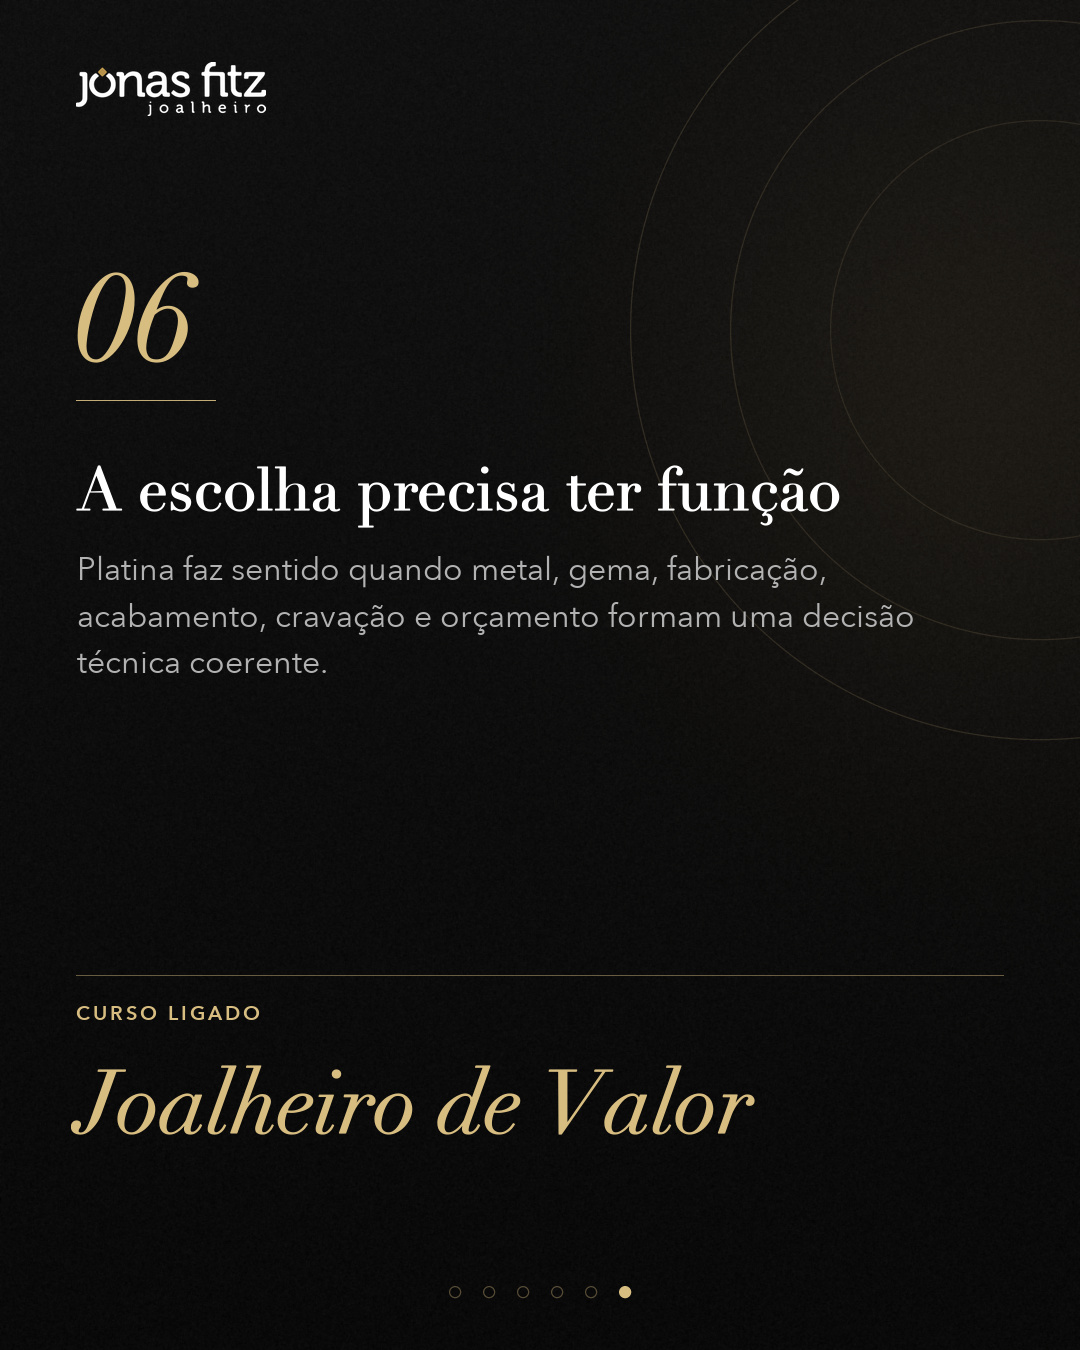 jonas fitz
joalheiro
06
A escolha precisa ter função
Platina faz sentido quando metal, gema, fabricação,
acabamento, cravação e orçamento formam uma decisão
técnica coerente.
CURSO LIGADO
Joalheiro de Valor